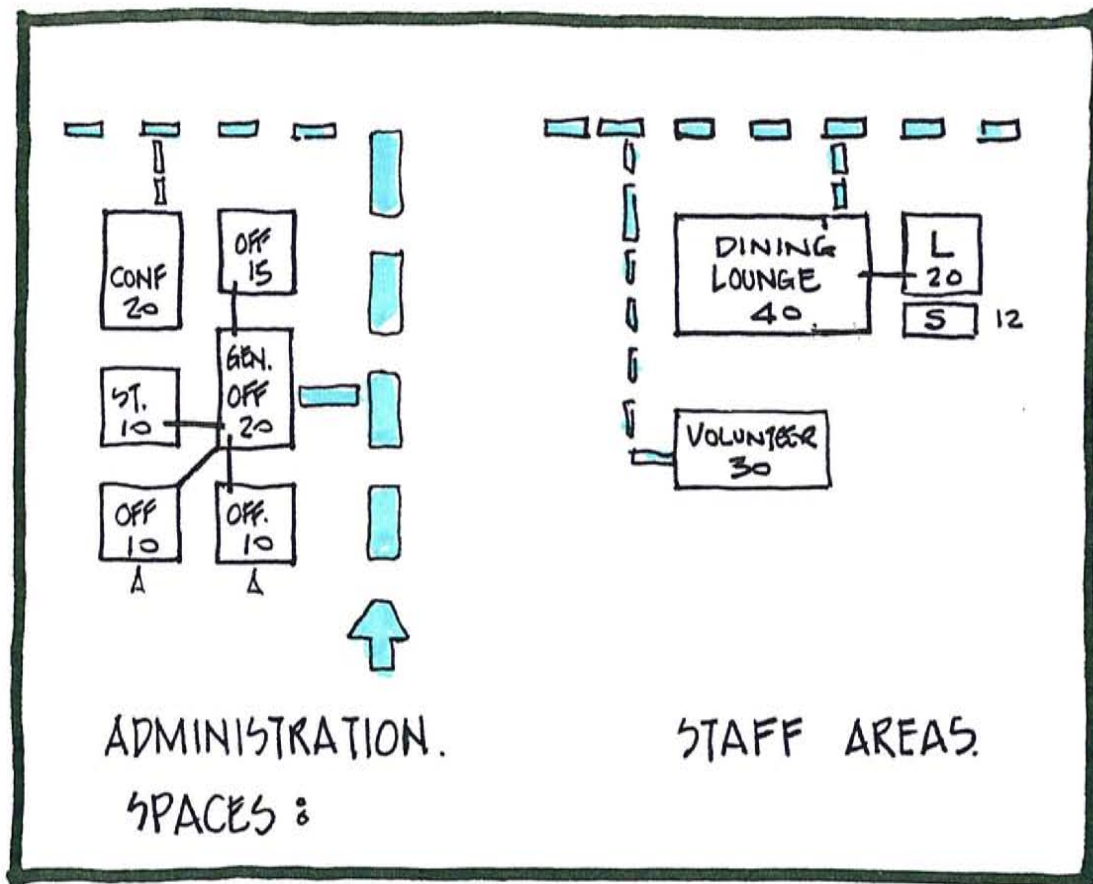 CONF
20
OFF
15
GEN.
OFF
20
ST.
10
OFF
10
OFF.
10
ADMINISTRATION.
SPACES :
DINING
LOUNGE
40
L
20
S
12
VOLUNTEER
30
STAFF AREAS.